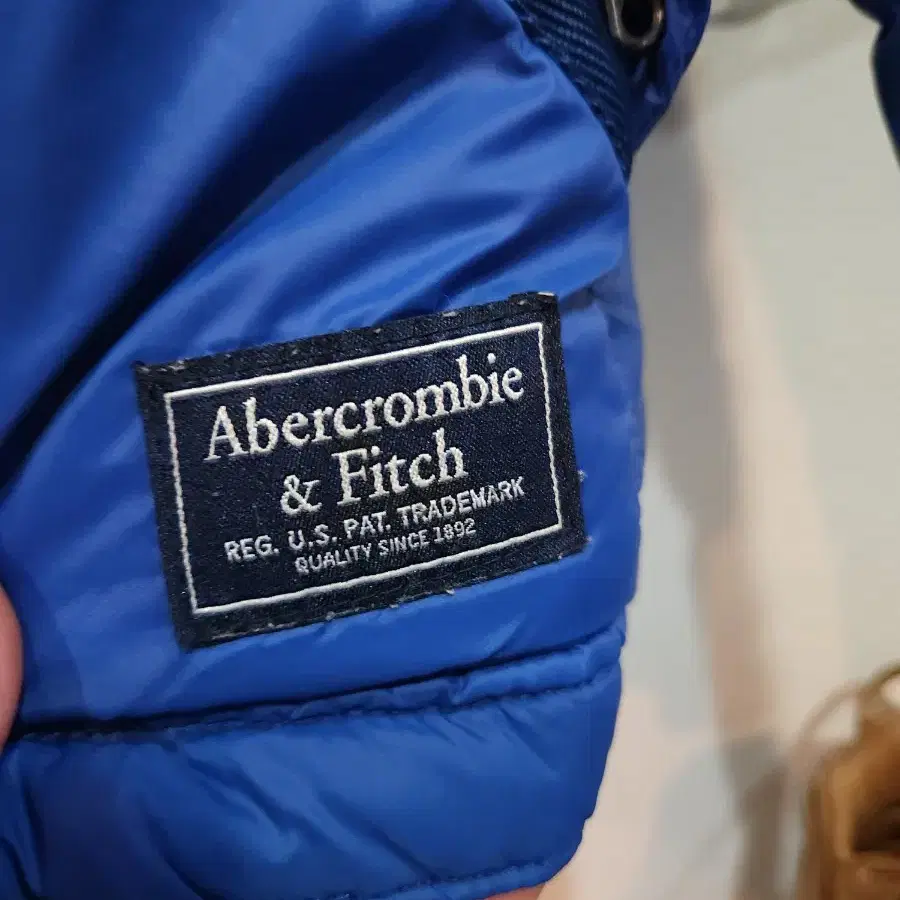 Abercrombie
& Fitch
REG. U.S. PAT. TRADEMARK
QUALITY SINCE 1892